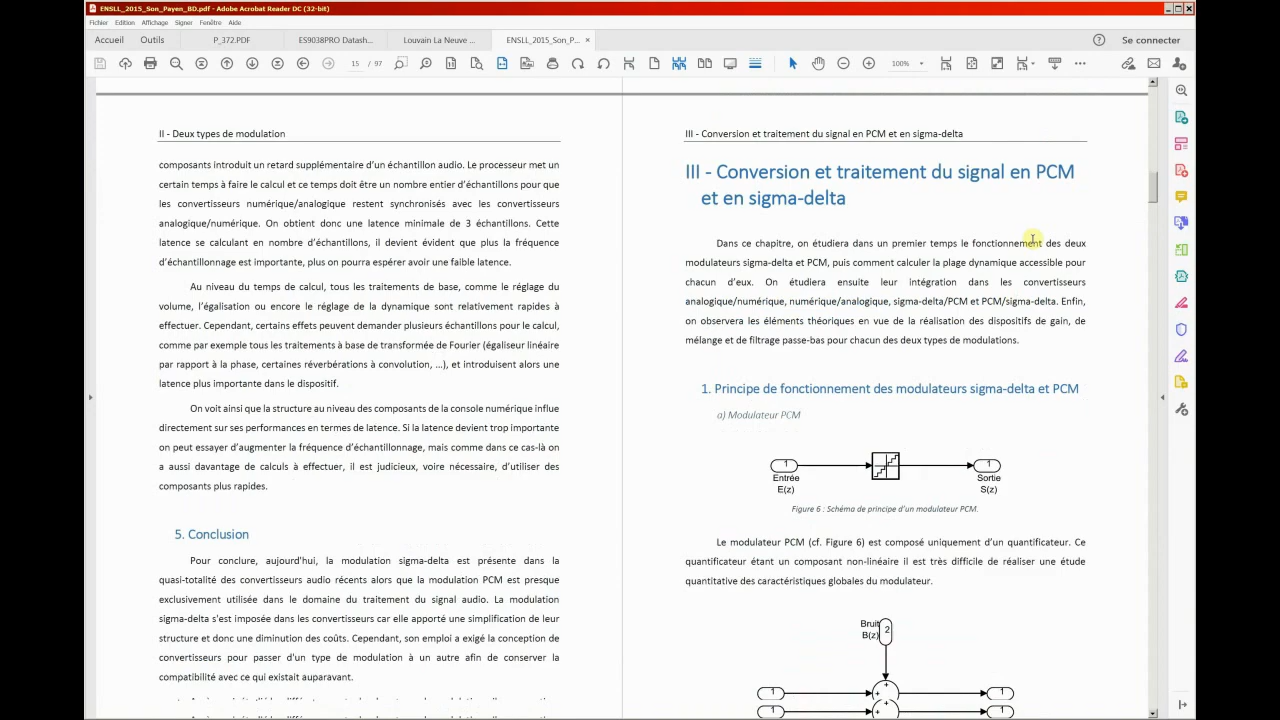 ENSLL_2015_Son_Payen_BD.pdf - Adobe Acrobat Reader DC (32-bit)
Fichier Edition Affichage Signer Fenêtre Aide
Accueil Outils P_372.PDF ES9038PRO Datash... Louvain La Neuve ... ENSLL_2015_Son_P... × Se connecter
15 / 97 100%
II - Deux types de modulation
composants introduit un retard supplémentaire d'un échantillon audio. Le processeur met un
certain temps à faire le calcul et ce temps doit être un nombre entier d'échantillons pour que
les convertisseurs numérique/analogique restent synchronisés avec les convertisseurs
analogique/numérique. On obtient donc une latence minimale de 3 échantillons. Cette
latence se calculant en nombre d'échantillons, il devient évident que plus la fréquence
d'échantillonnage est importante, plus on pourra espérer avoir une faible latence.
Au niveau du temps de calcul, tous les traitements de base, comme le réglage du
volume, l'égalisation ou encore le réglage de la dynamique sont relativement rapides à
effectuer. Cependant, certains effets peuvent demander plusieurs échantillons pour le calcul,
comme par exemple tous les traitements à base de transformée de Fourier (égaliseur linéaire
par rapport à la phase, certaines réverbérations à convolution, ...), et introduisent alors une
latence plus importante dans le dispositif.
On voit ainsi que la structure au niveau des composants de la console numérique influe
directement sur ses performances en termes de latence. Si la latence devient trop importante
on peut essayer d'augmenter la fréquence d'échantillonnage, mais comme dans ce cas-là on
a aussi davantage de calculs à effectuer, il est judicieux, voire nécessaire, d'utiliser des
composants plus rapides.
5. Conclusion
Pour conclure, aujourd'hui, la modulation sigma-delta est présente dans la
quasi-totalité des convertisseurs audio récents alors que la modulation PCM est presque
exclusivement utilisée dans le domaine du traitement du signal audio. La modulation
sigma-delta s'est imposée dans les convertisseurs car elle apporté une simplification de leur
structure et donc une diminution des coûts. Cependant, son emploi a exigé la conception de
convertisseurs pour passer d'un type de modulation à un autre afin de conserver la
compatibilité avec ce qui existait auparavant.
III - Conversion et traitement du signal en PCM et en sigma-delta
III - Conversion et traitement du signal en PCM
et en sigma-delta
Dans ce chapitre, on étudiera dans un premier temps le fonctionnement des deux
modulateurs sigma-delta et PCM, puis comment calculer la plage dynamique accessible pour
chacun d'eux. On étudiera ensuite leur intégration dans les convertisseurs
analogique/numérique, numérique/analogique, sigma-delta/PCM et PCM/sigma-delta. Enfin,
on observera les éléments théoriques en vue de la réalisation des dispositifs de gain, de
mélange et de filtrage passe-bas pour chacun des deux types de modulations.
1. Principe de fonctionnement des modulateurs sigma-delta et PCM
a) Modulateur PCM
1 1
Entrée Sortie
E(z) S(z)
Figure 6 : Schéma de principe d'un modulateur PCM.
Le modulateur PCM (cf. Figure 6) est composé uniquement d'un quantificateur. Ce
quantificateur étant un composant non-linéaire il est très difficile de réaliser une étude
quantitative des caractéristiques globales du modulateur.
Bruit 2
B(z)
+
1 + 1
+
1 + 1